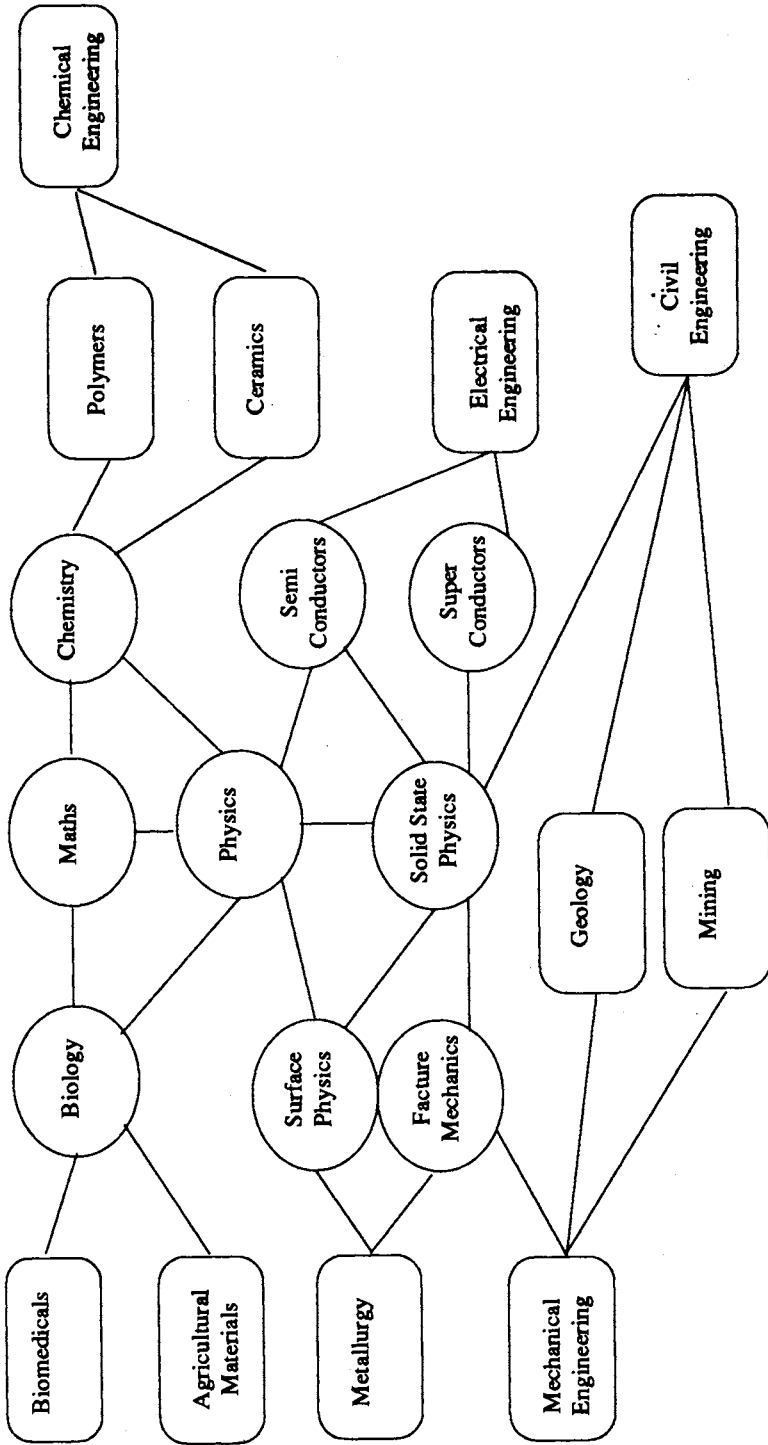 Biomedicals
Agricultural
Materials
Metallurgy
Mechanical
Engineering
Biology
Surface
Physics
Facture
Mechanics
Maths
Physics
Solid State
Physics
Geology
Mining
Chemistry
Semi
Conductors
Super
Conductors
Polymers
Ceramics
Electrical
Engineering
Civil
Engineering
Chemical
Engineering